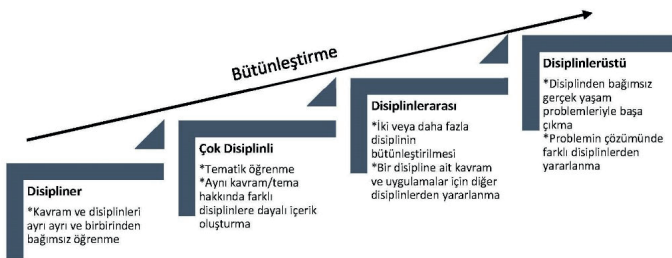 Bütünleştirme
Disipliner
*Kavram ve disiplinleri
ayrı ayrı ve birbirinden
bağımsız öğrenme
Çok Disiplinli
*Tematik öğrenme
*Aynı kavram/tema
hakkında farklı
disiplinlere dayalı içerik
oluşturma
Disiplinlerarası
*İki veya daha fazla
disiplinin
bütünleştirilmesi
*Bir disipline ait kavram
ve uygulamalar için diğer
disiplinlerden yararlanma
Disiplinlerüstü
*Disiplinden bağımsız
gerçek yaşam
problemleriyle başa
çıkma
*Problemin çözümünde
farklı disiplinlerden
yararlanma